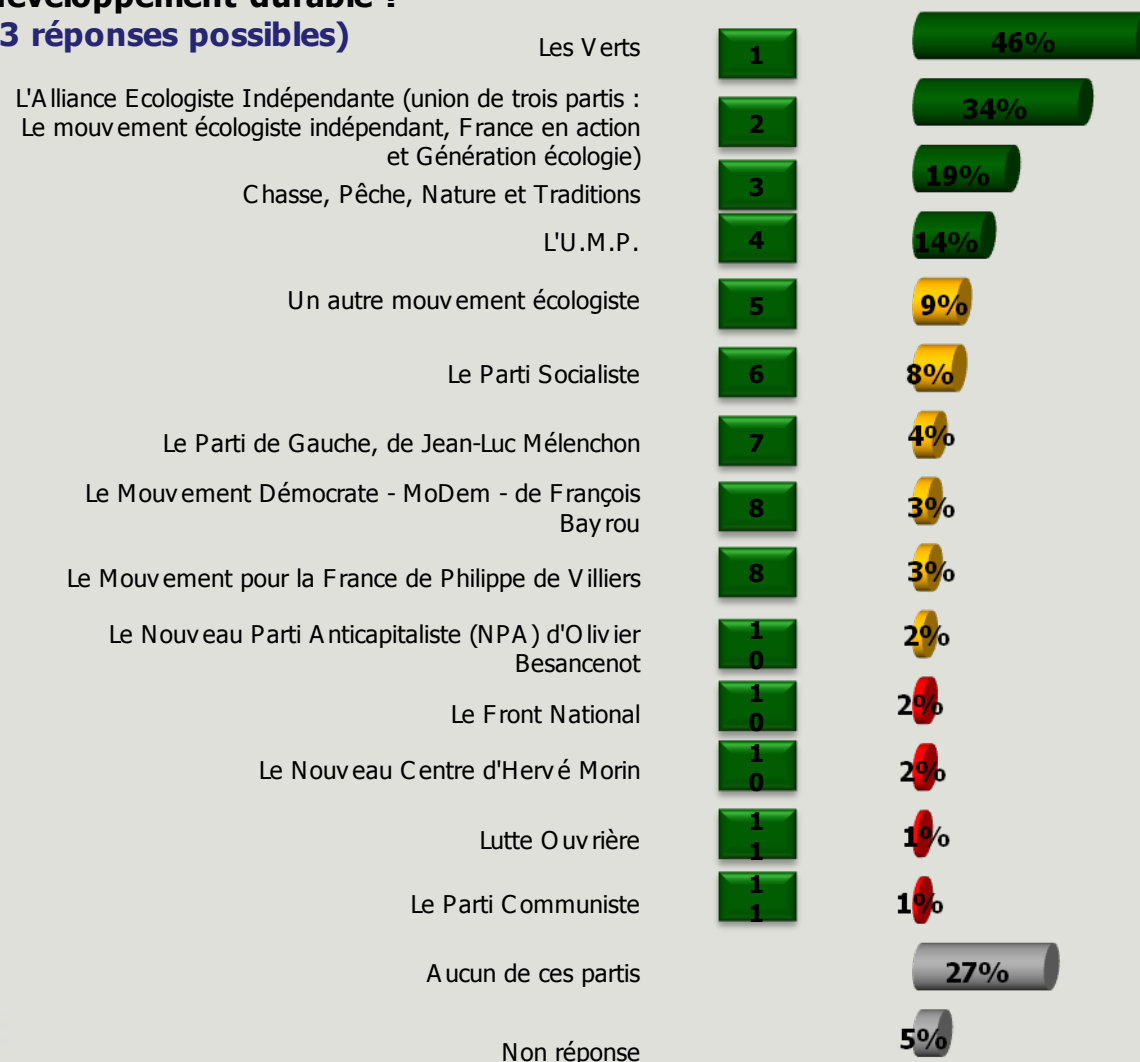 développement durable ?
3 réponses possibles)
Les Verts 1 46%
L'Alliance Ecologiste Indépendante (union de trois partis :
Le mouvement écologiste indépendant, France en action
et Génération écologie) 2 34%
Chasse, Pêche, Nature et Traditions 3 19%
L'U.M.P. 4 14%
Un autre mouvement écologiste 5 9%
Le Parti Socialiste 6 8%
Le Parti de Gauche, de Jean-Luc Mélenchon 7 4%
Le Mouvement Démocrate - MoDem - de François
Bayrou 8 3%
Le Mouvement pour la France de Philippe de Villiers 8 3%
Le Nouveau Parti Anticapitaliste (NPA) d'Olivier
Besancenot 10 2%
Le Front National 10 2%
Le Nouveau Centre d'Hervé Morin 10 2%
Lutte Ouvrière 11 1%
Le Parti Communiste 11 1%
Aucun de ces partis 27%
Non réponse 5%